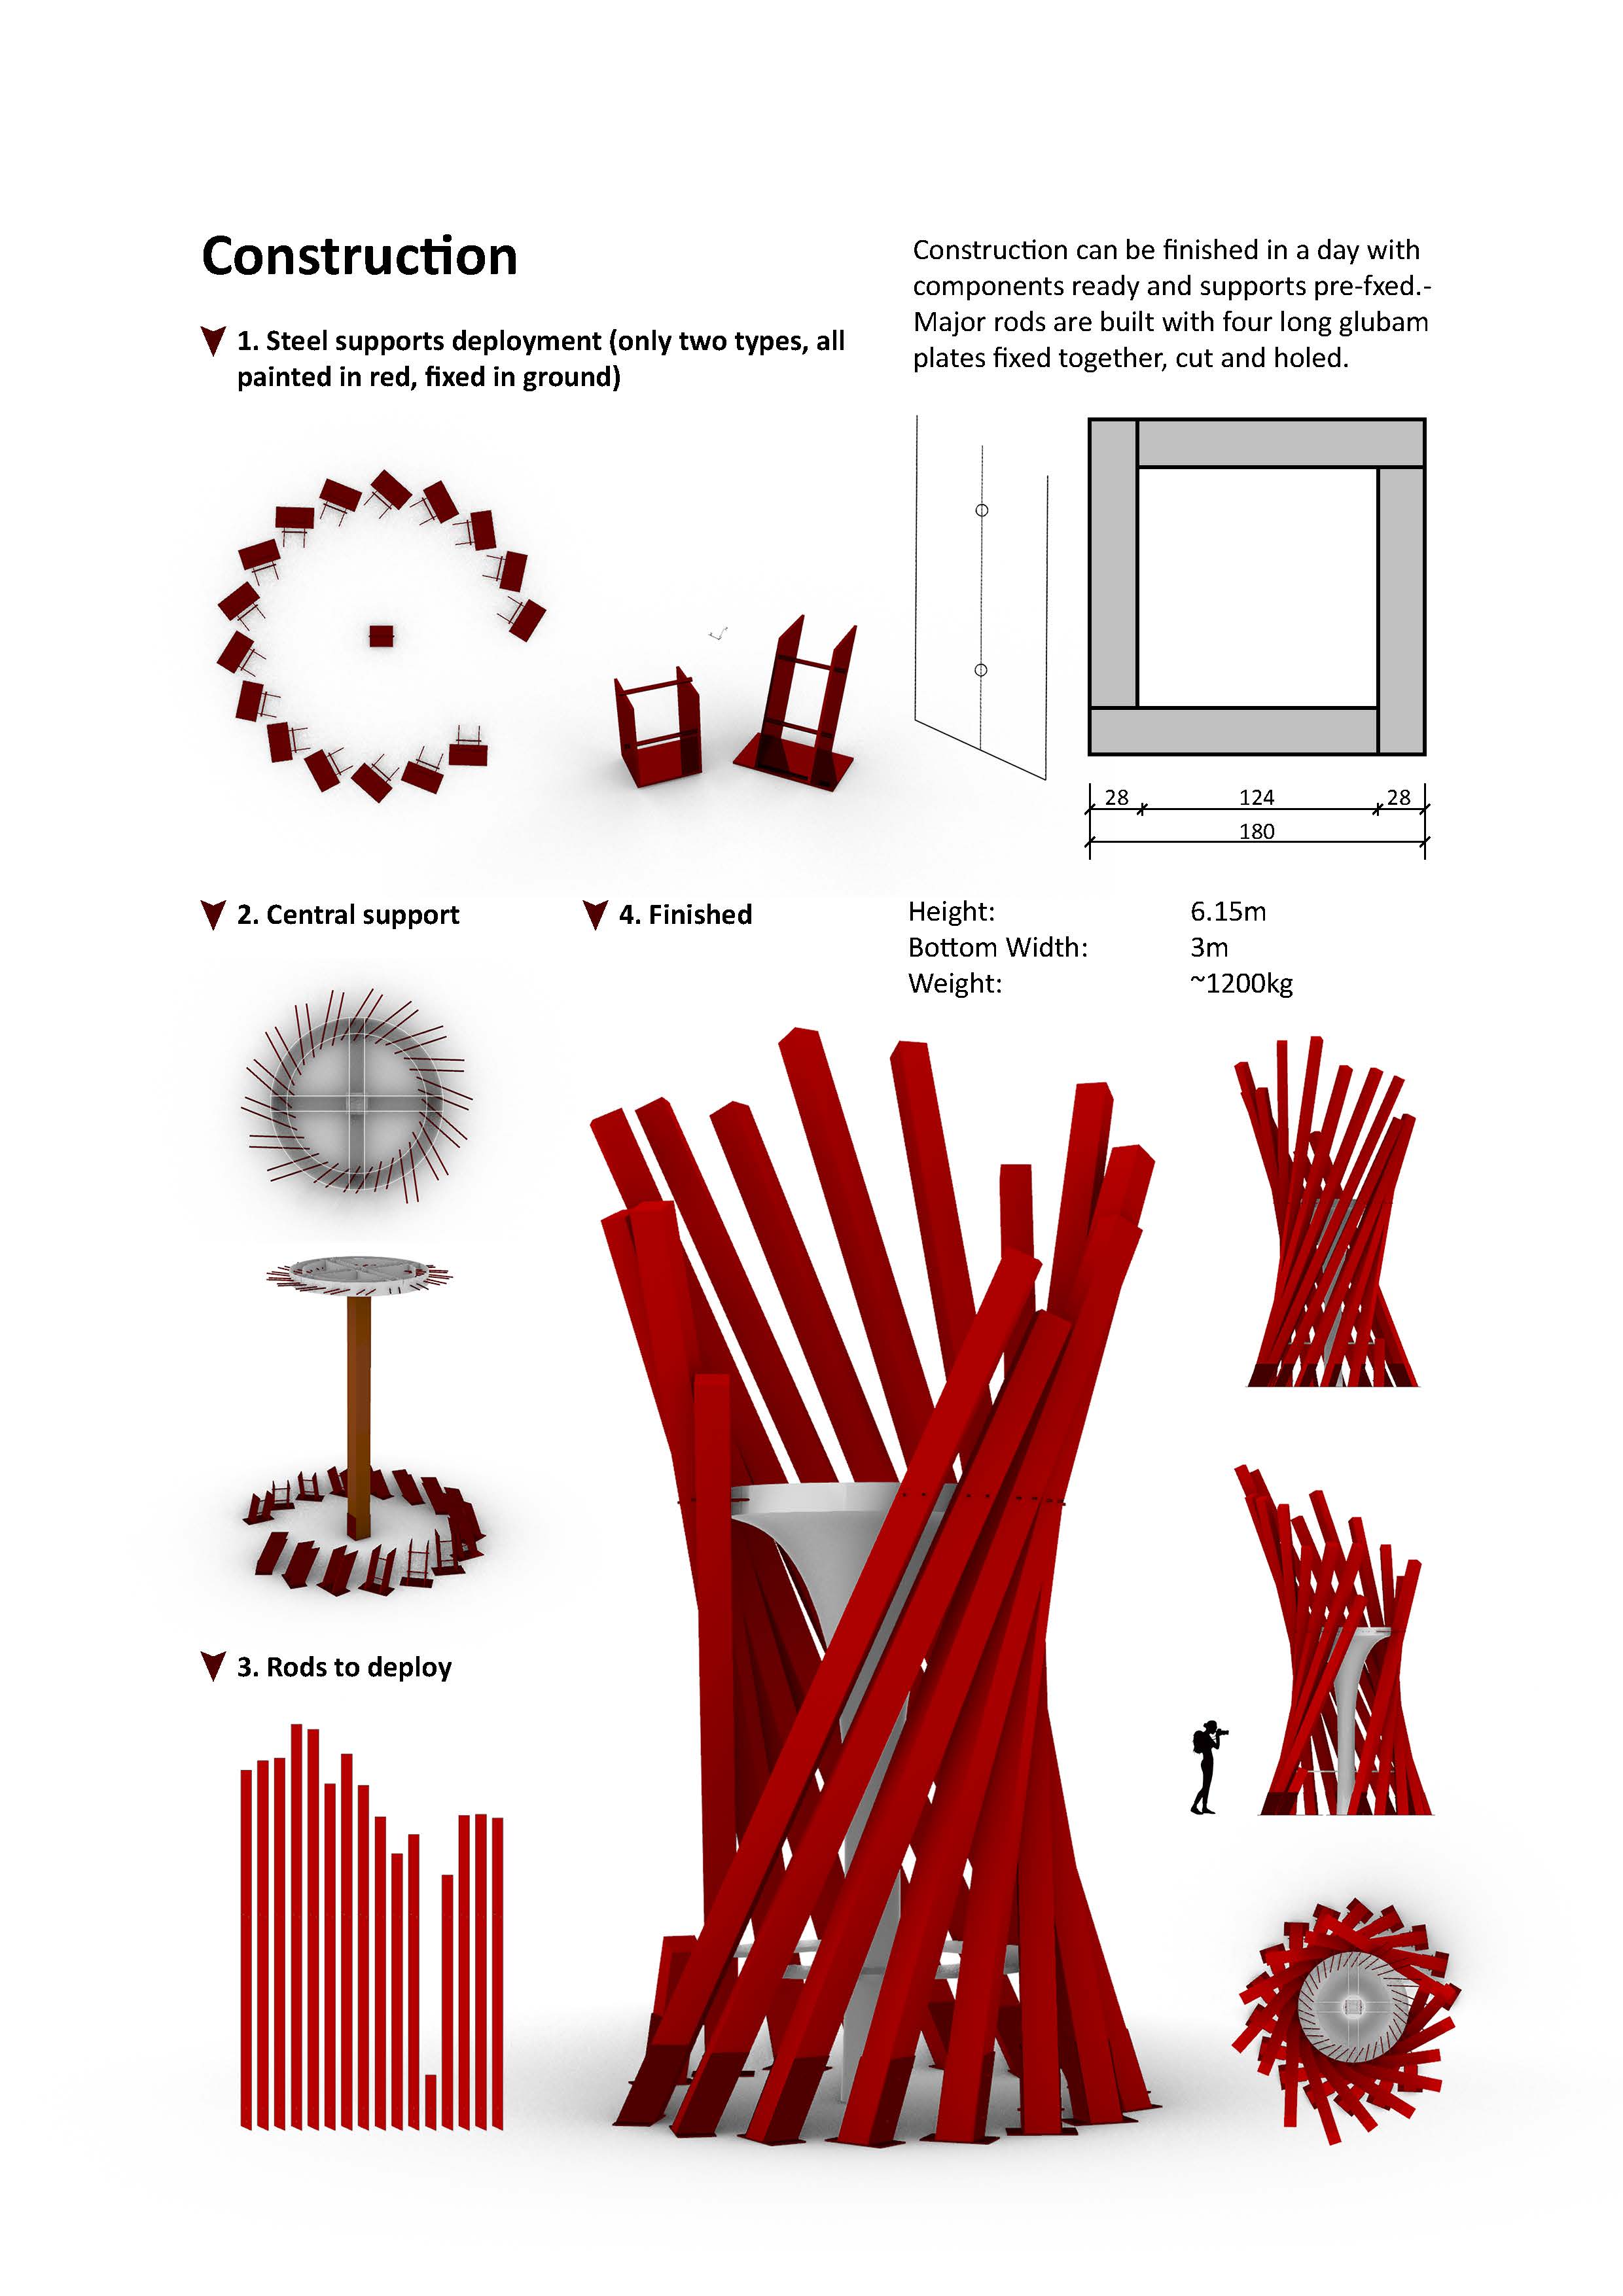 Construction
1. Steel supports deployment (only two types, all
painted in red, fixed in ground)
Construction can be finished in a day with
components ready and supports pre-fxed.-
Major rods are built with four long glubam
plates fixed together, cut and holed.
28 124 28
180
2. Central support
4. Finished
Height: 6.15m
Bottom Width: 3m
Weight: ~1200kg
3. Rods to deploy